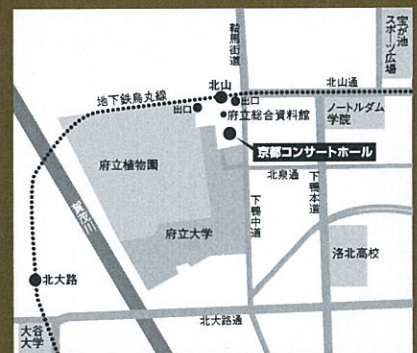 鞍馬街道
宝が池
スポーツ広場
北山
北山通
地下鉄烏丸線
出口
出口
府立総合資料館
ノートルダム
学院
京都コンサートホール
府立植物園
北泉通
賀茂川
府立大学
下鴨中道
下鴨本道
洛北高校
北大路
北大路通
大谷
大学